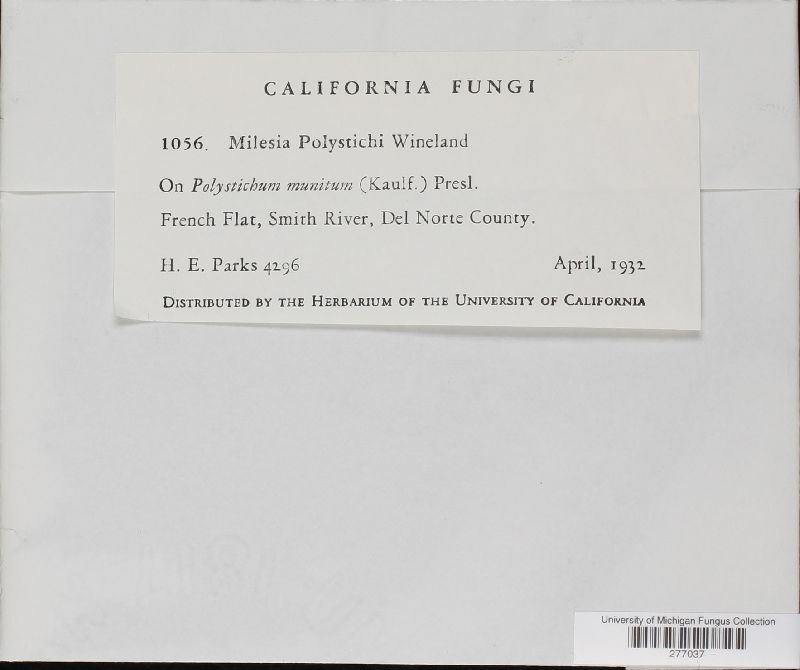 CALIFORNIA FUNGI
1056. Milesia Polystichi Wineland
On Polystichum munitum (Kaulf.) Presl.
French Flat, Smith River, Del Norte County.
H. E. Parks 4296 April, 1932
DISTRIBUTED BY THE HERBARIUM OF THE UNIVERSITY OF CALIFORNIA
University of Michigan Fungus Collection
277037